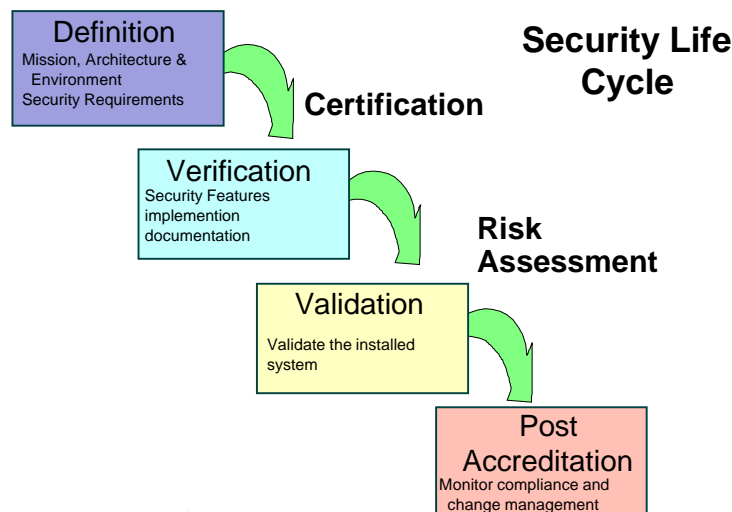 Definition
Mission, Architecture &
Environment
Security Requirements
Security Life
Cycle
Certification
Verification
Security Features
implemention
documentation
Risk
Assessment
Validation
Validate the installed
system
Post
Accreditation
Monitor compliance and
change management